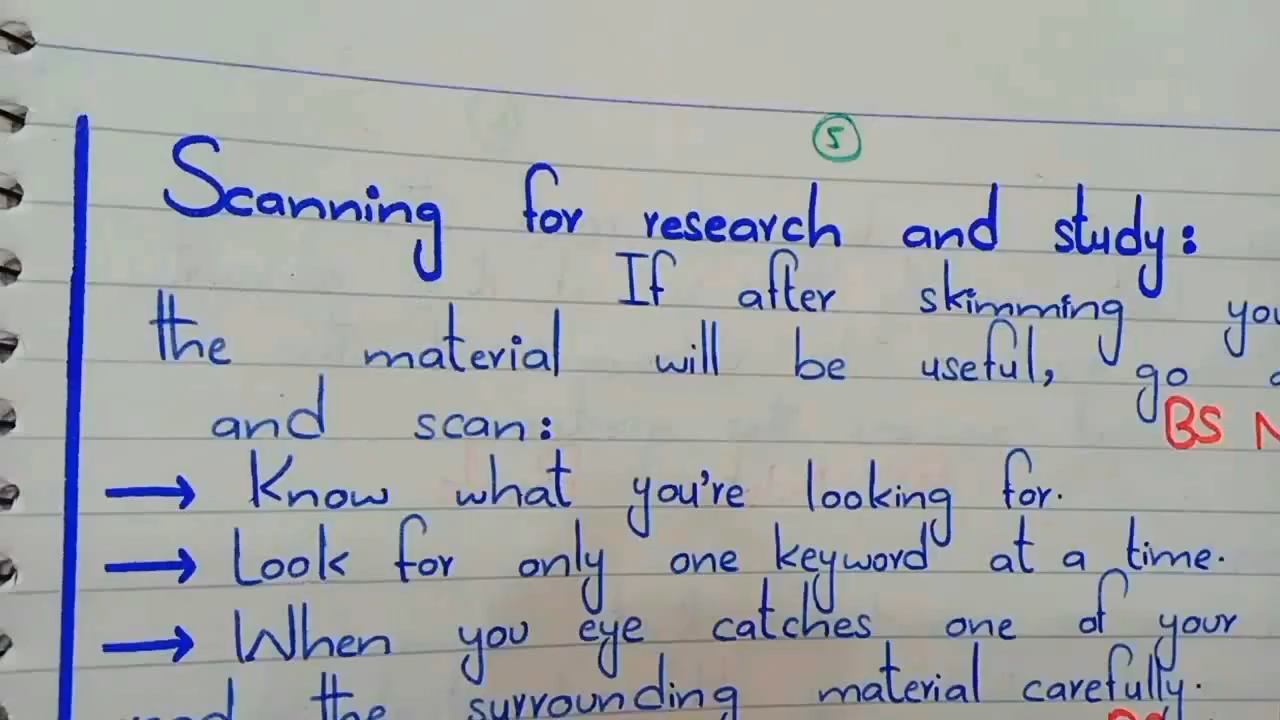 5
Scanning for research and study:
If after skimming you
the material will be useful, go
and scan:
BS
→ Know what you're looking for.
→ Look for only one keyword at a time.
→ When you eye catches one of your
the surrounding material carefully.